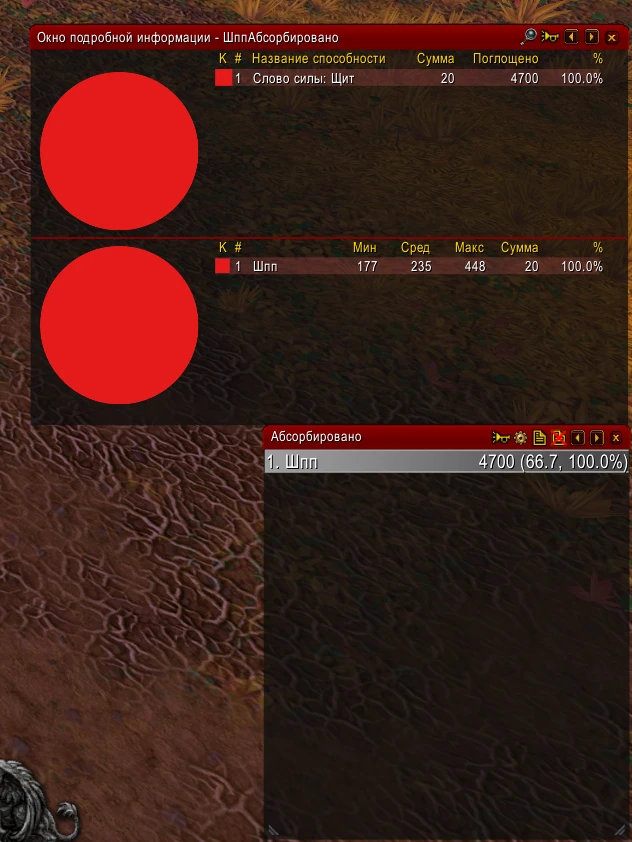 Окно подробной информации - ШппАбсорбировано
К # Название способности Сумма Поглощено %
1 Слово силы: Щит 20 4700 100.0%
К # Мин Сред Макс Сумма %
1 Шпп 177 235 448 20 100.0%
Абсорбировано
1. Шпп 4700 (66.7, 100.0%)